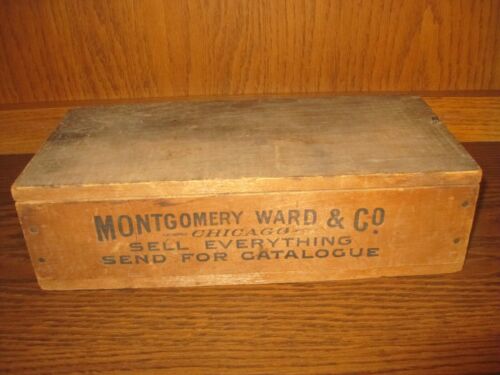 MONTGOMERY WARD & CO
CHICAGO
SELL EVERYTHING
SEND FOR CATALOGUE